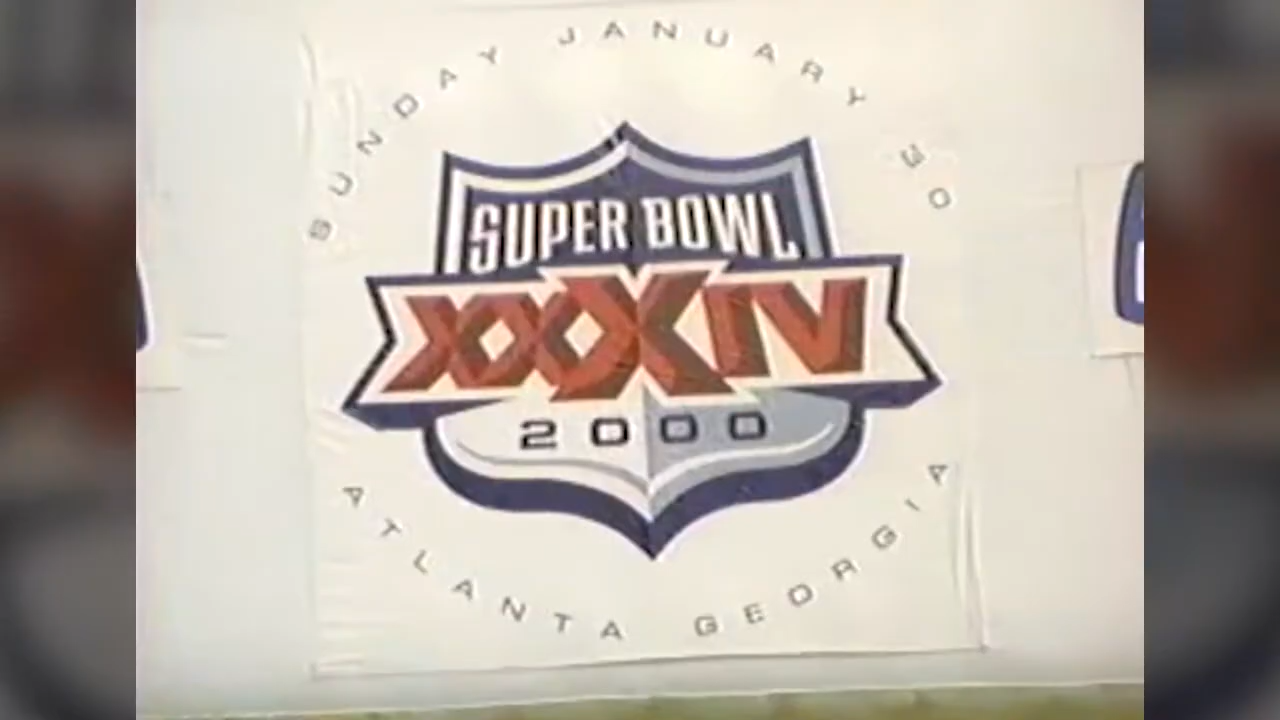 SUNDAY JANUARY 30
SUPER BOWL
XXXIV
2000
ATLANTA GEORGIA